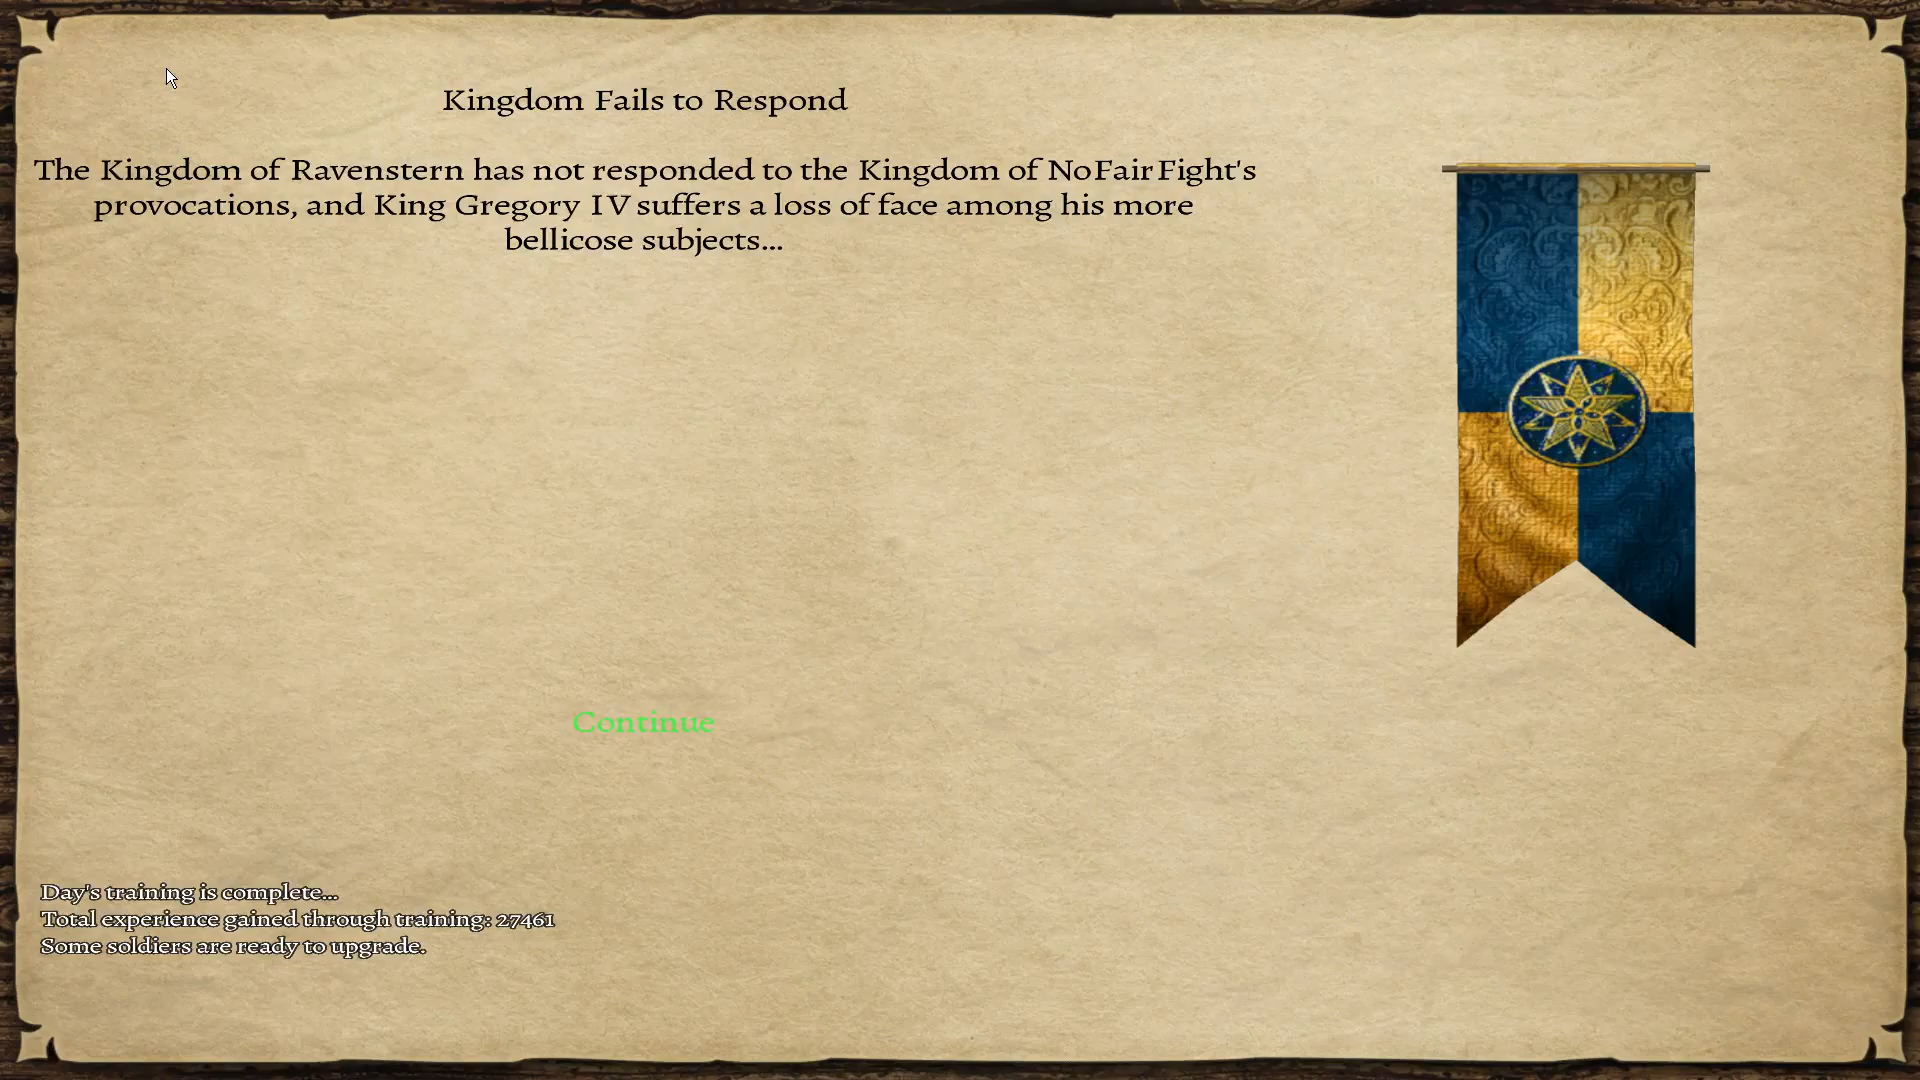 Kingdom Fails to Respond
The Kingdom of Ravenstern has not responded to the Kingdom of NoFairFight's
provocations, and King Gregory IV suffers a loss of face among his more
bellicose subjects...
Continue
Day's training is complete...
Total experience gained through training: 27461
Some soldiers are ready to upgrade.